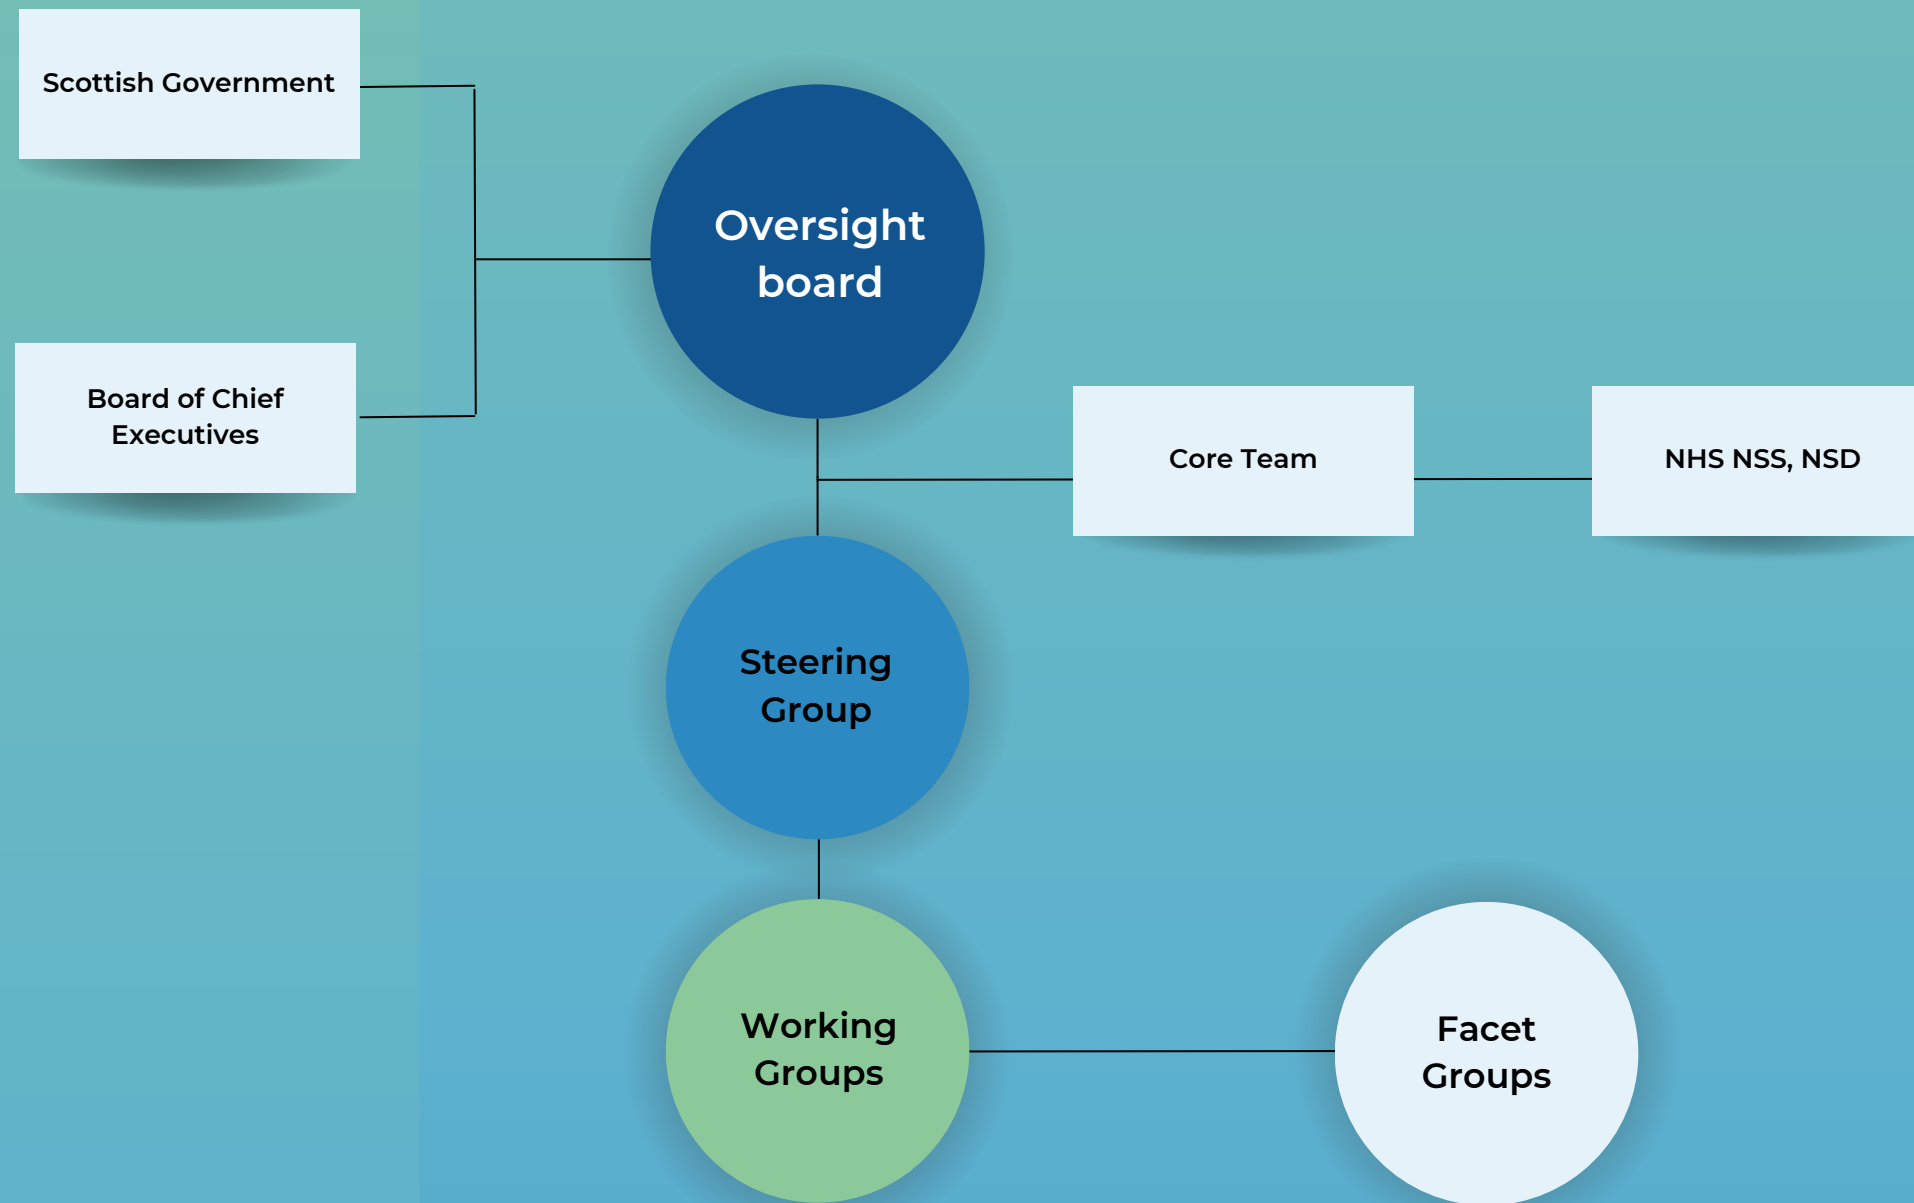 Scottish Government
Oversight
board
Board of Chief
Executives
Core Team
NHS NSS, NSD
Steering
Group
Working
Groups
Facet
Groups